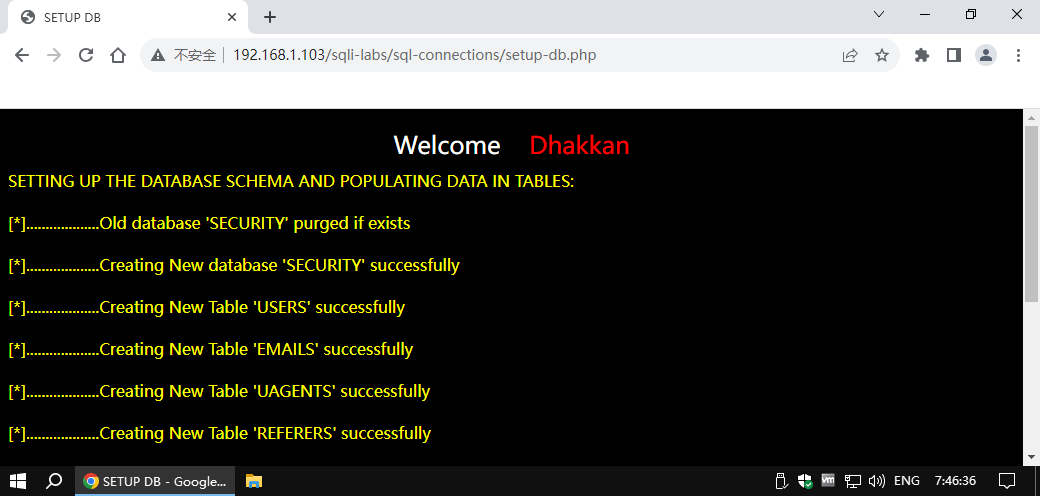 SETUP DB
不安全 192.168.1.103/sqli-labs/sql-connections/setup-db.php
Welcome Dhakkan
SETTING UP THE DATABASE SCHEMA AND POPULATING DATA IN TABLES:
[*]...................Old database 'SECURITY' purged if exists
[*]...................Creating New database 'SECURITY' successfully
[*]...................Creating New Table 'USERS' successfully
[*]...................Creating New Table 'EMAILS' successfully
[*]...................Creating New Table 'UAGENTS' successfully
[*]...................Creating New Table 'REFERERS' successfully
SETUP DB - Google... vm ENG 7:46:36